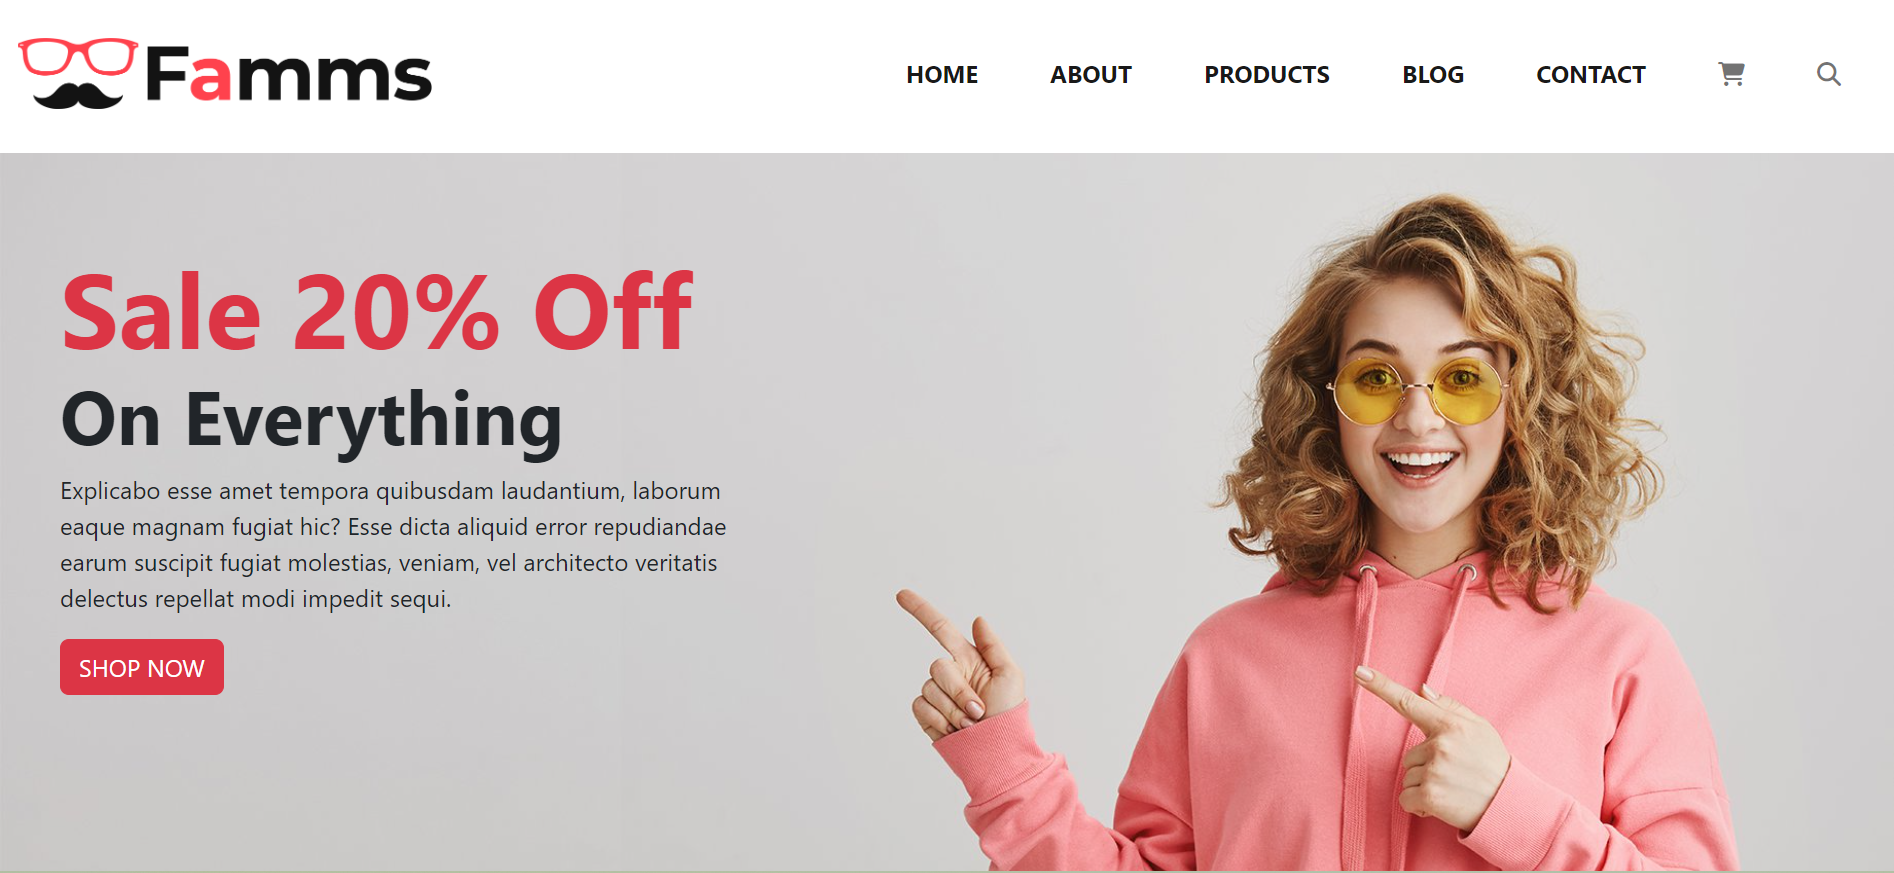 Famms
HOME ABOUT PRODUCTS BLOG CONTACT
Sale 20% Off
On Everything
Explicabo esse amet tempora quibusdam laudantium, laborum
eaque magnam fugiat hic? Esse dicta aliquid error repudiandae
earum suscipit fugiat molestias, veniam, vel architecto veritatis
delectus repellat modi impedit sequi.
SHOP NOW